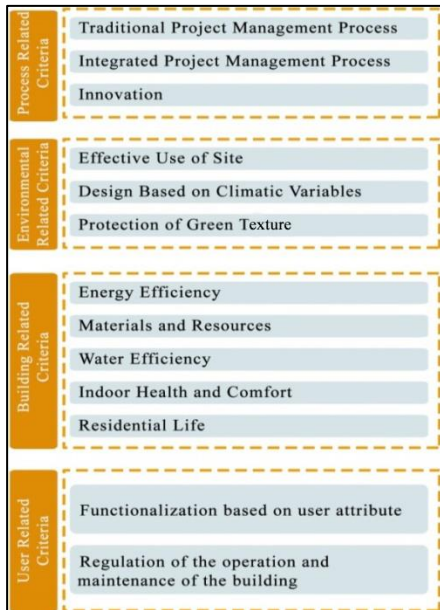 Process Related
Criteria
Traditional Project Management Process
Integrated Project Management Process
Innovation
Environmental
Related Criteria
Effective Use of Site
Design Based on Climatic Variables
Protection of Green Texture
Building Related
Criteria
Energy Efficiency
Materials and Resources
Water Efficiency
Indoor Health and Comfort
Residential Life
User Related
Criteria
Functionalization based on user attribute
Regulation of the operation and
maintenance of the building